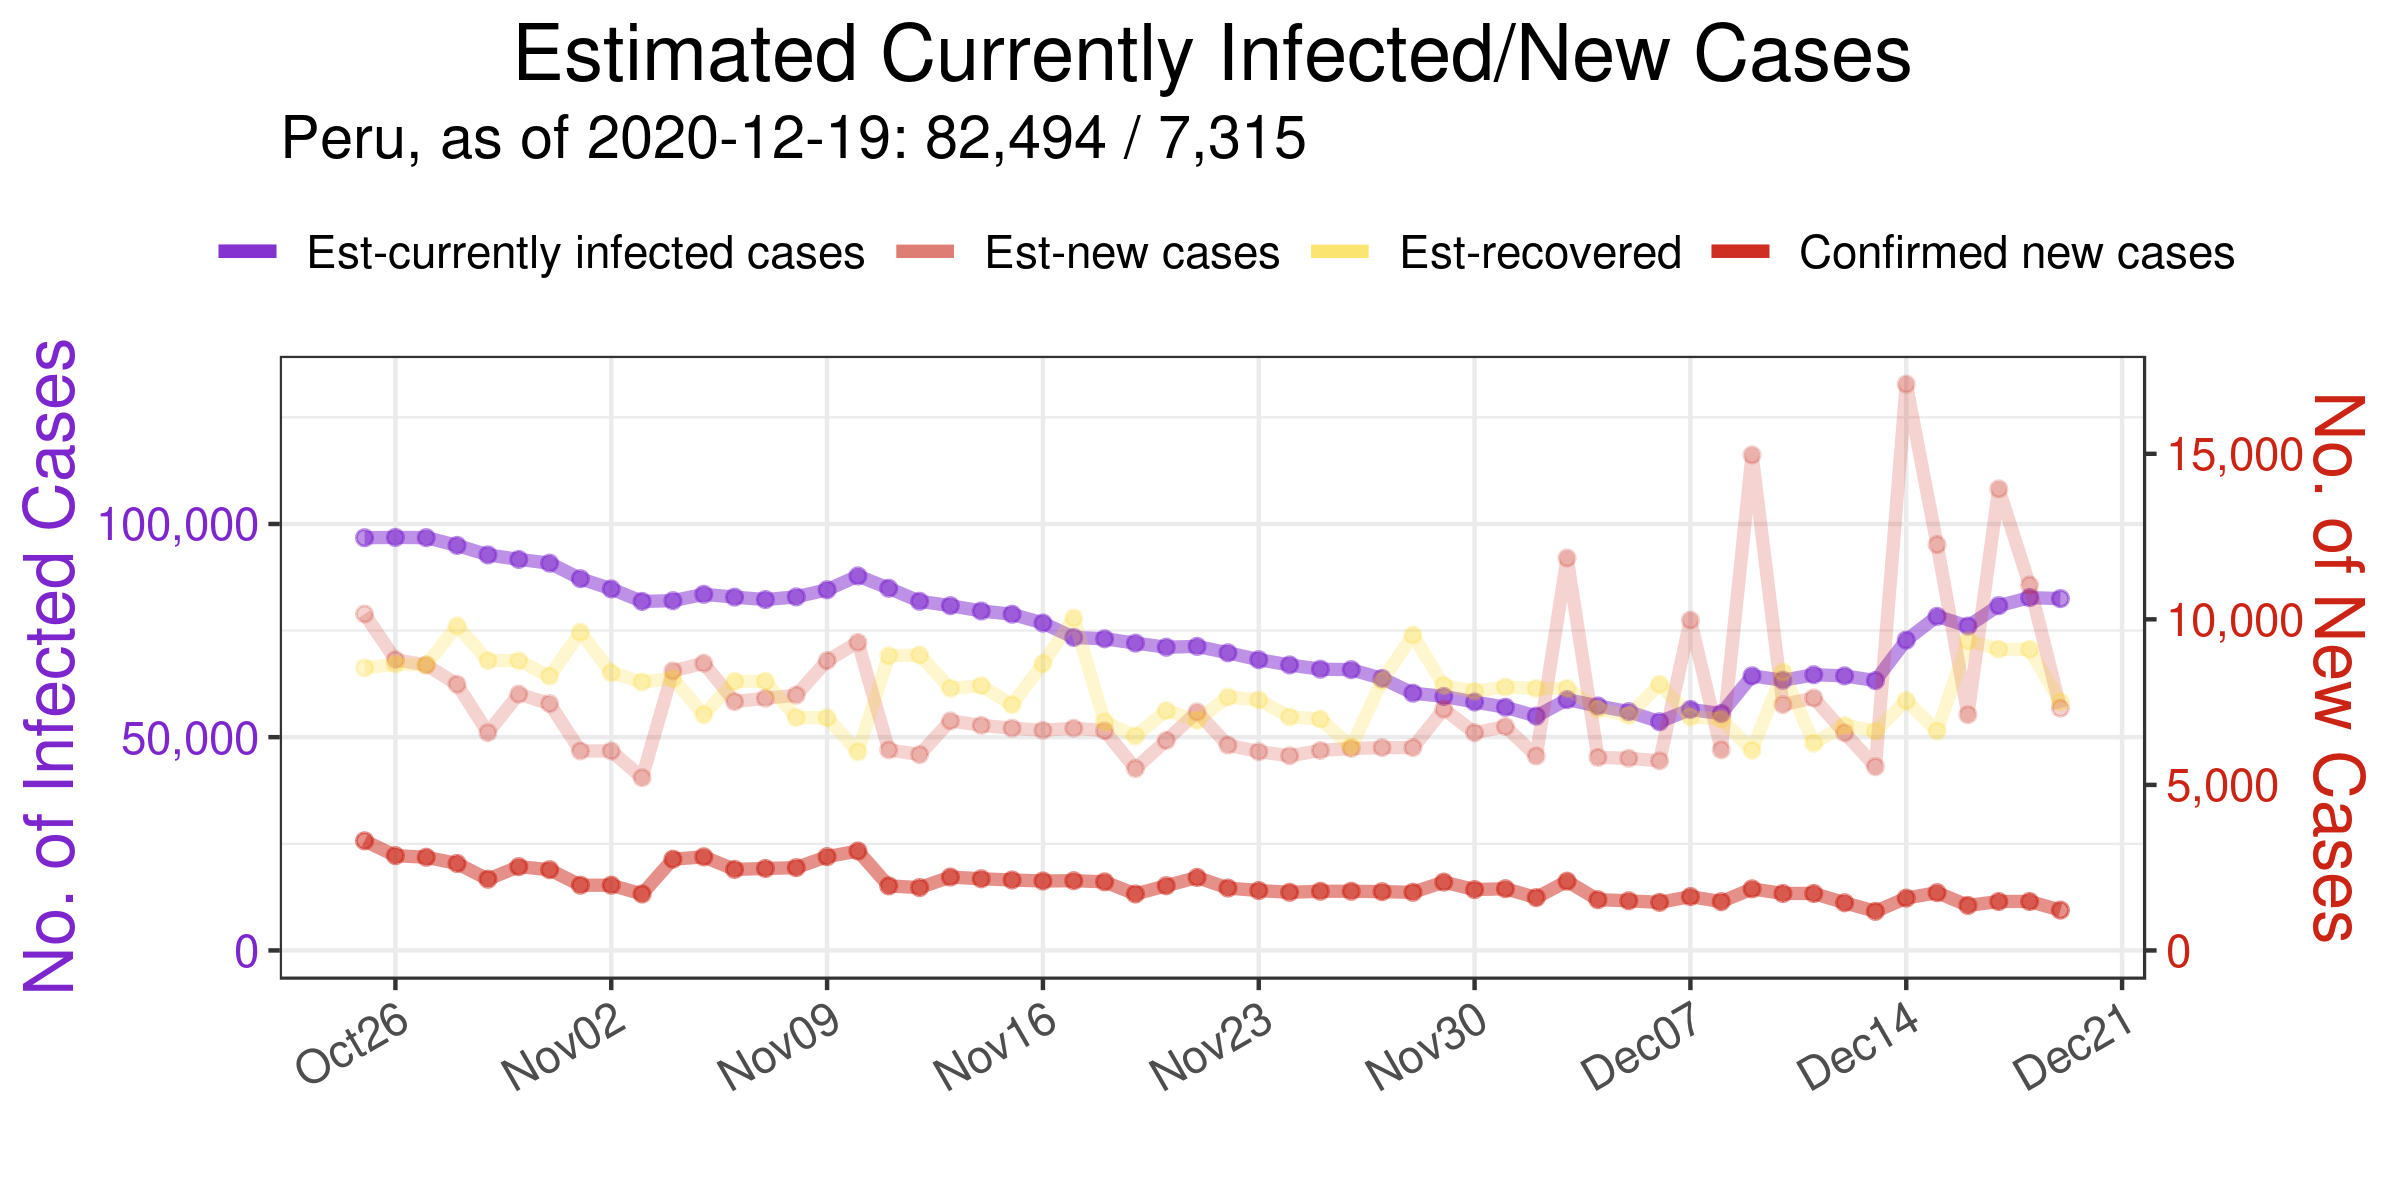 Estimated Currently Infected/New Cases
Peru, as of 2020-12-19: 82,494 / 7,315
Est-currently infected cases Est-new cases Est-recovered Confirmed new cases
No. of Infected Cases
100,000
50,000
0
15,000
10,000
5,000
0
No. of New Cases
Oct26 Nov02 Nov09 Nov16 Nov23 Nov30 Dec07 Dec14 Dec21